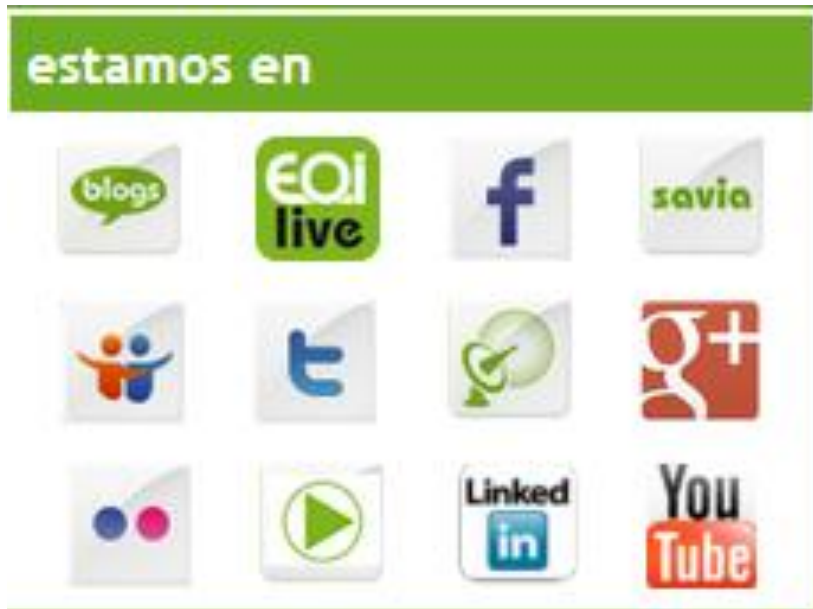 estamos en
blogs
EOI
live
f
savia
t
g+
Linked
in
You
Tube